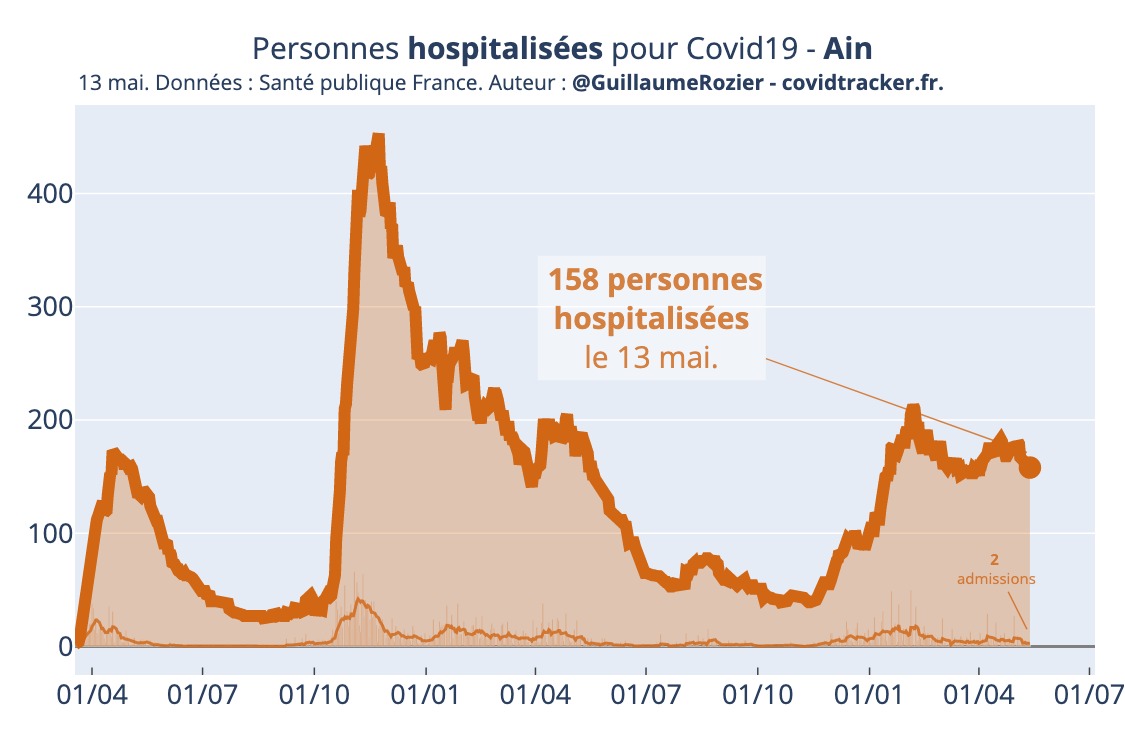 Personnes hospitalisées pour Covid19 - Ain
13 mai. Données : Santé publique France. Auteur : @GuillaumeRozier - covidtracker.fr.
400
300
200
100
0
158 personnes
hospitalisées
le 13 mai.
2
admissions
01/04 01/07 01/10 01/01 01/04 01/07 01/10 01/01 01/04 01/07